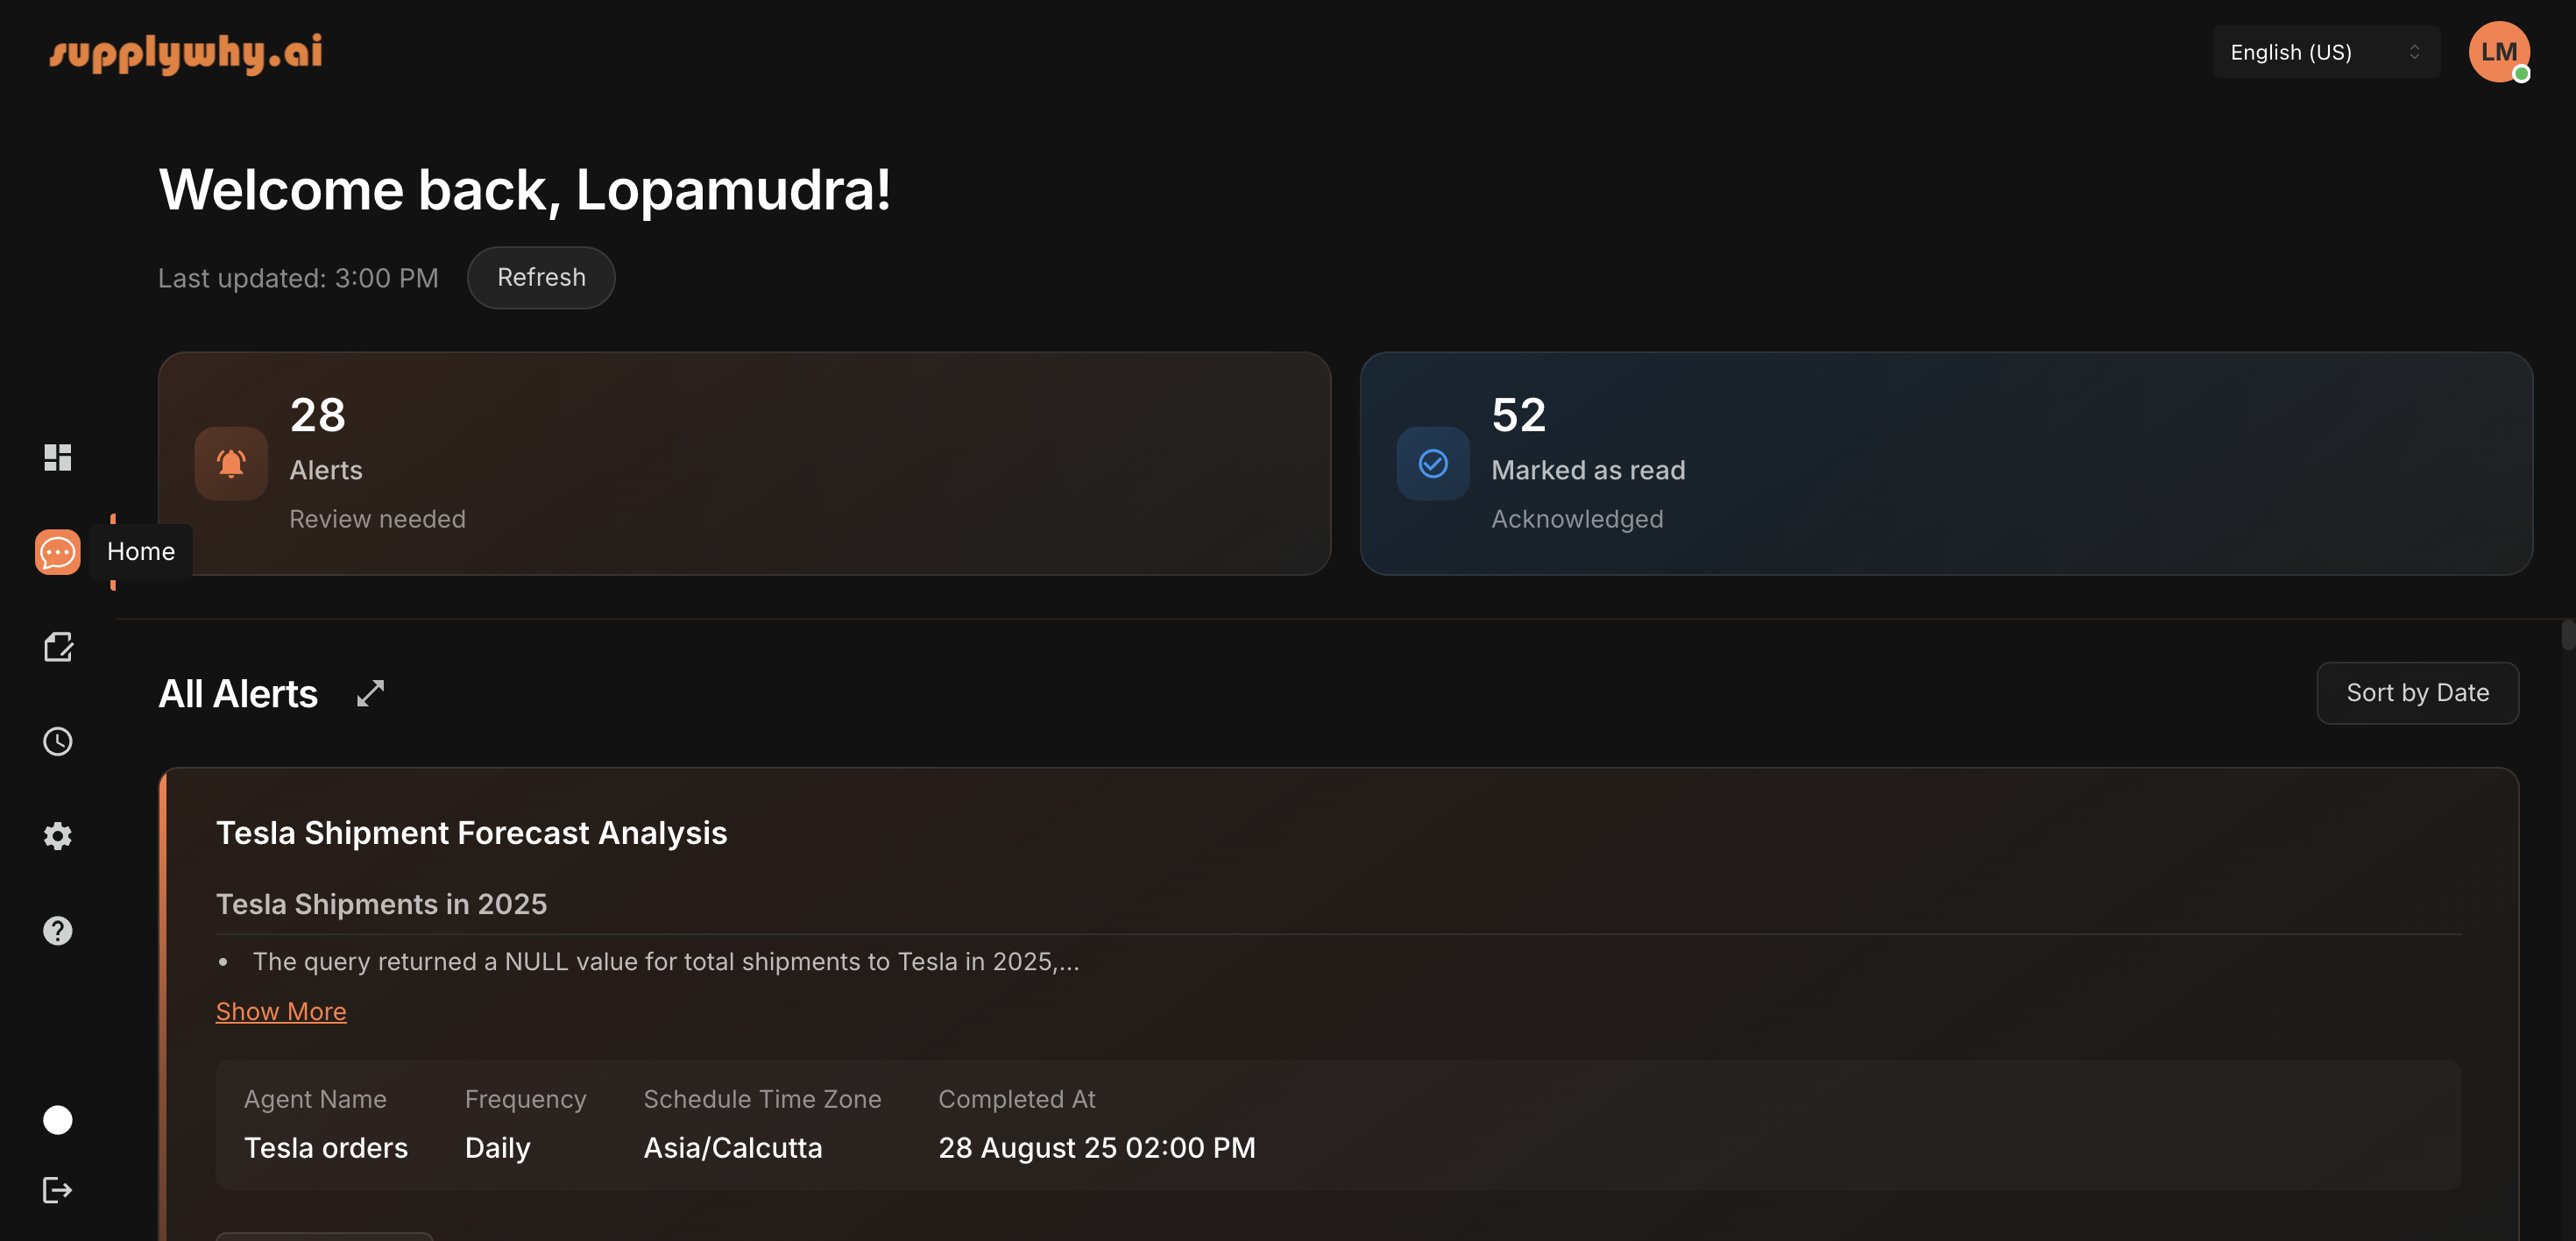 supplywhy.ai
English (US)
LM
Welcome back, Lopamudra!
Last updated: 3:00 PM
Refresh
28
Alerts
Review needed
52
Marked as read
Acknowledged
Home
All Alerts
Sort by Date
Tesla Shipment Forecast Analysis
Tesla Shipments in 2025
• The query returned a NULL value for total shipments to Tesla in 2025,...
Show More
Agent Name Frequency Schedule Time Zone Completed At
Tesla orders Daily Asia/Calcutta 28 August 25 02:00 PM